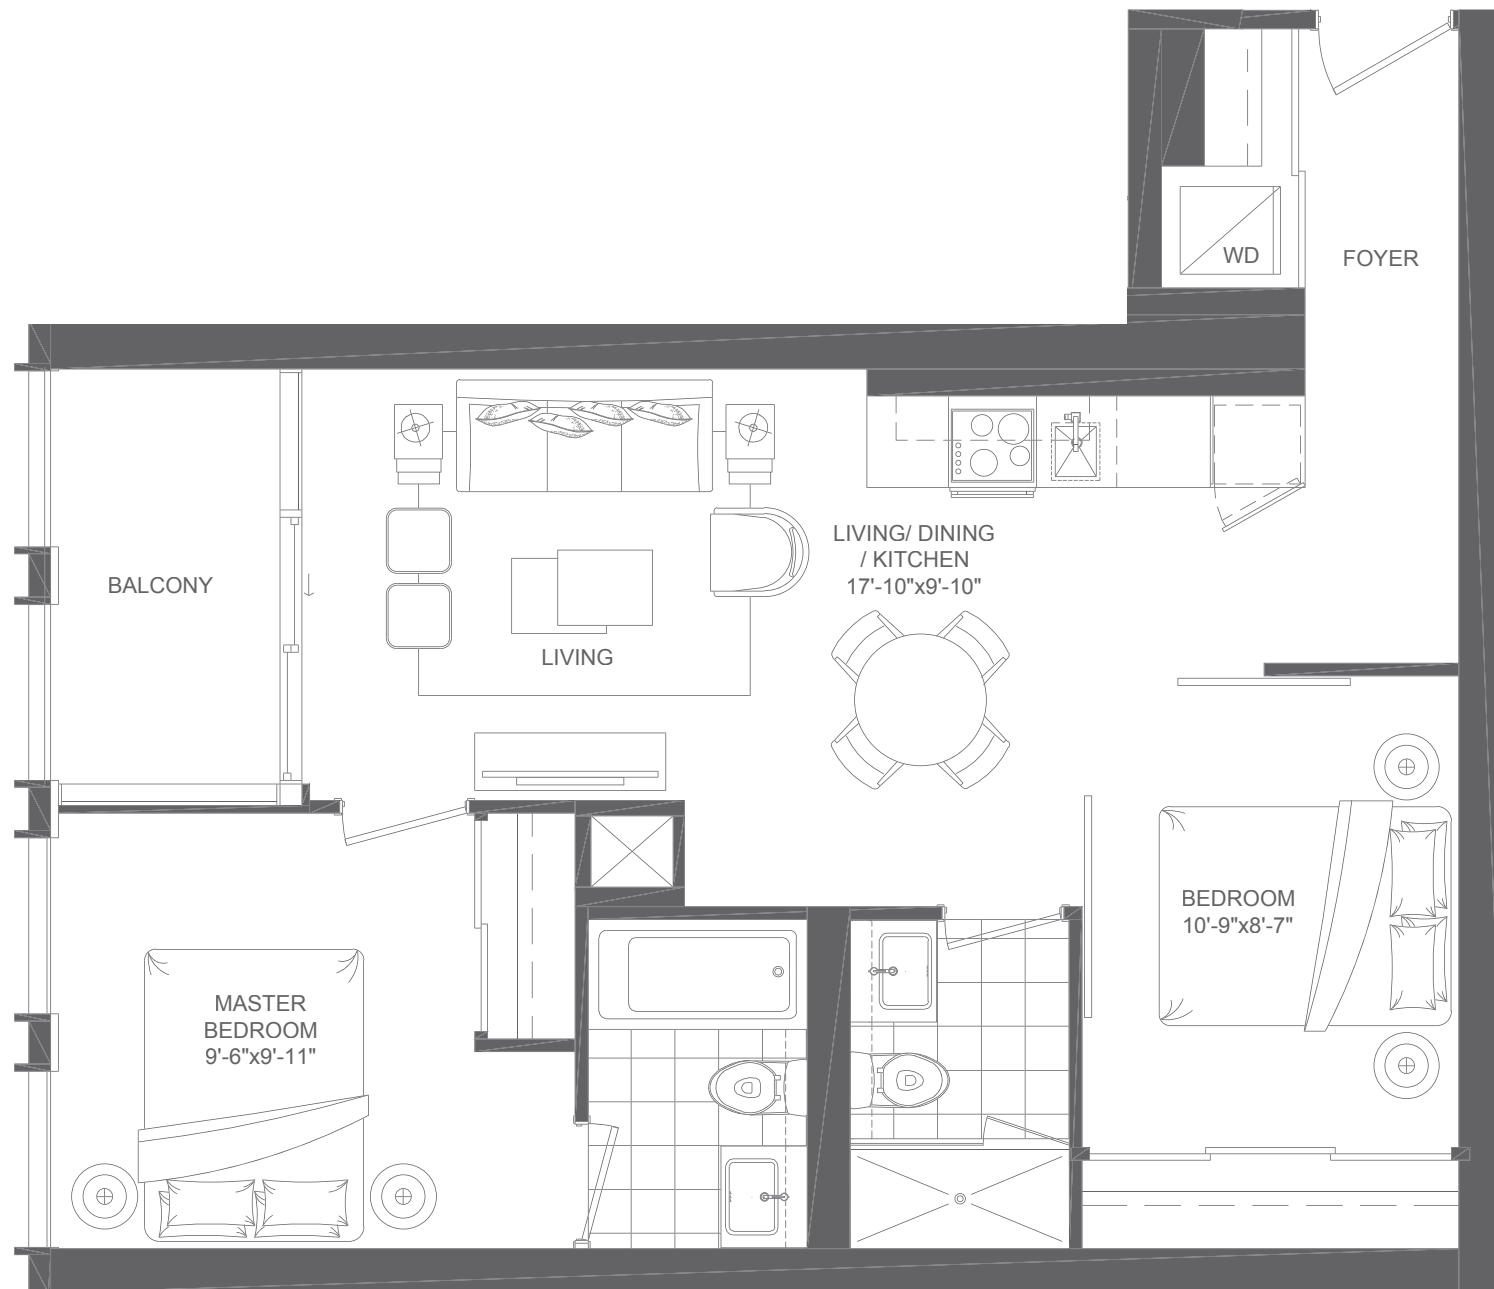 WD
FOYER
LIVING/ DINING
/ KITCHEN
17'-10"x9'-10"
BALCONY
LIVING
BEDROOM
10'-9"x8'-7"
MASTER
BEDROOM
9'-6"x9'-11"